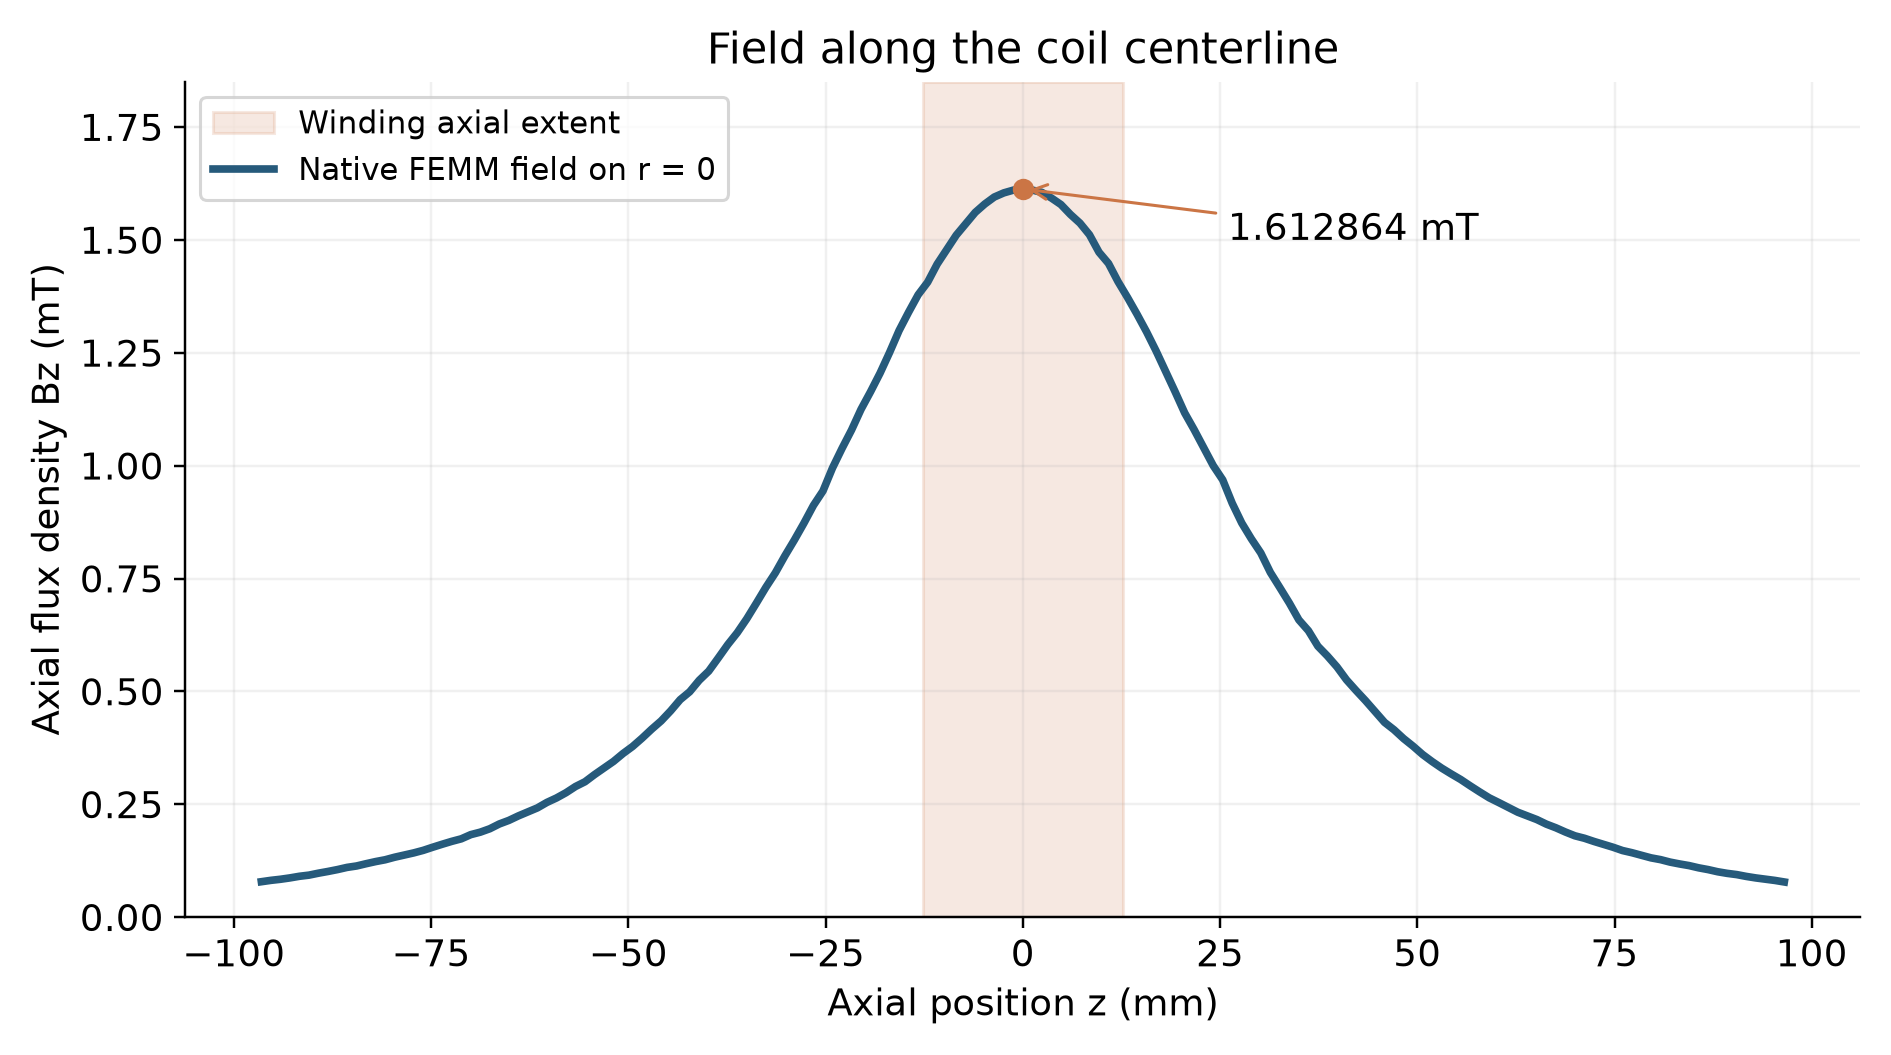 Field along the coil centerline
Winding axial extent
Native FEMM field on r = 0
1.612864 mT
Axial flux density Bz (mT)
1.75
1.50
1.25
1.00
0.75
0.50
0.25
0.00
−100
−75
−50
−25
0
25
50
75
100
Axial position z (mm)